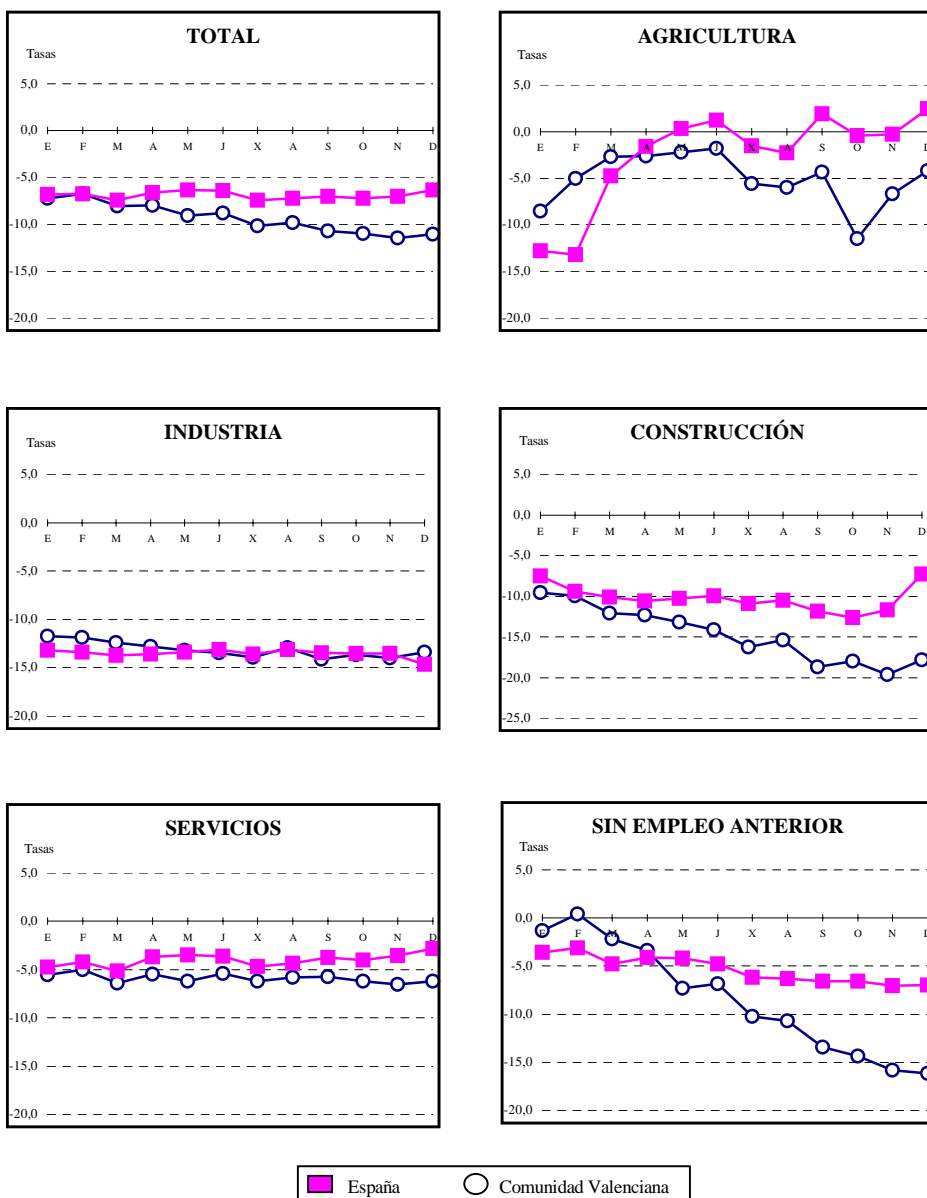 TOTAL
Tasas
5,0
0,0
E F M A M J X A S O N D
-5,0
-10,0
-15,0
-20,0
AGRICULTURA
Tasas
5,0
0,0
E F M A M J X A S O N D
-5,0
-10,0
-15,0
-20,0
INDUSTRIA
Tasas
5,0
0,0
E F M A M J X A S O N D
-5,0
-10,0
-15,0
-20,0
CONSTRUCCIÓN
Tasas
5,0
0,0
E F M A M J X A S O N D
-5,0
-10,0
-15,0
-20,0
-25,0
SERVICIOS
Tasas
5,0
0,0
E F M A M J X A S O N D
-5,0
-10,0
-15,0
-20,0
SIN EMPLEO ANTERIOR
Tasas
5,0
0,0
E F M A M J X A S O N D
-5,0
-10,0
-15,0
-20,0
España Comunidad Valenciana